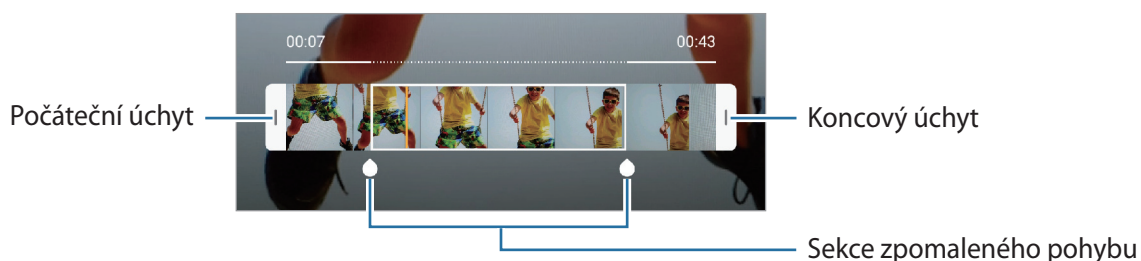 00:07 00:43
Počáteční úchyt
Koncový úchyt
Sekce zpomaleného pohybu